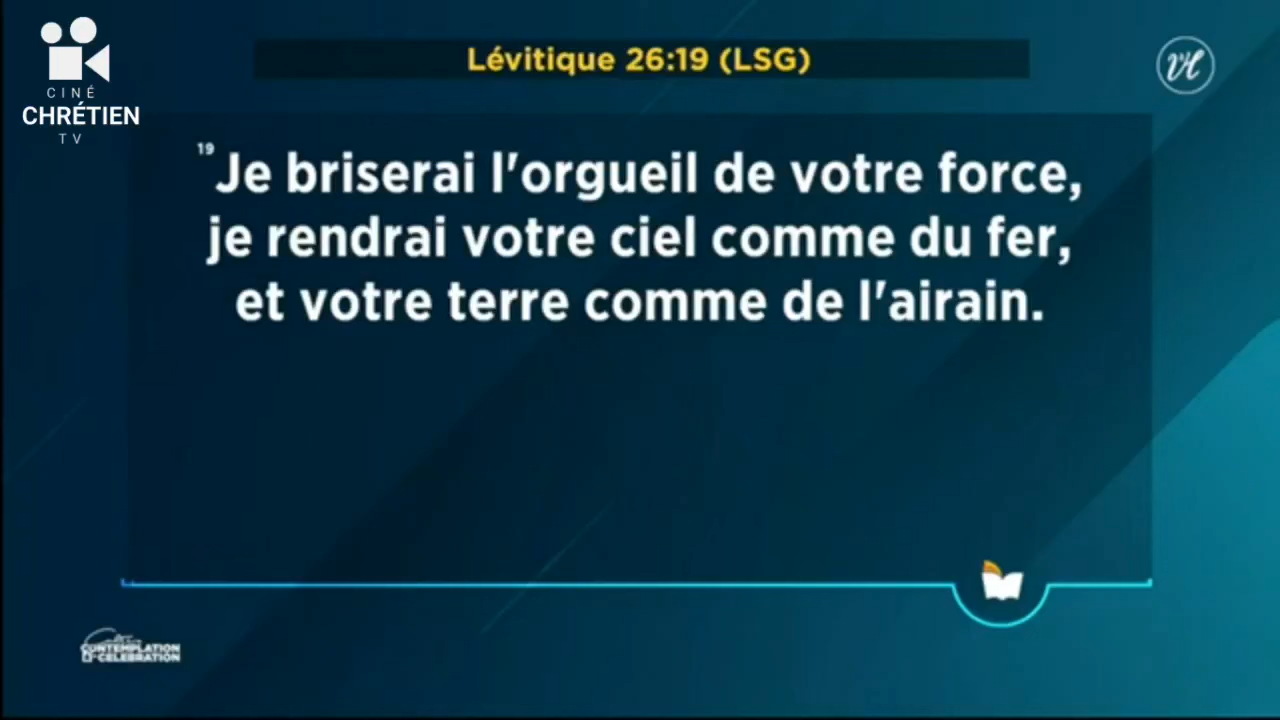 CINÉ
CHRÉTIEN
TV
Lévitique 26:19 (LSG)
19 Je briserai l'orgueil de votre force,
je rendrai votre ciel comme du fer,
et votre terre comme de l'airain.
CONTEMPLATION
CELEBRATION